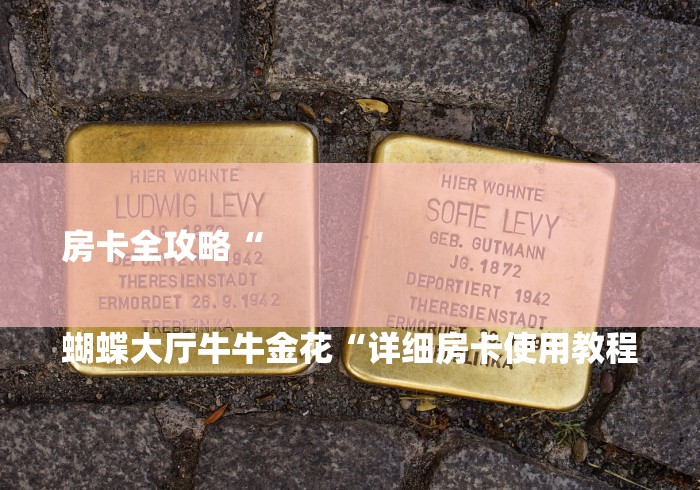 HIER WOHNTE
LUDWIG LEVY
1942
THERESIENSTADT
ERMORDET 26.9.1942
TREBLINKA
HIER WOHNTE
SOFIE LEVY
GEB. GUTMANN
JG. 1872
DEPORTIERT 1942
THERESIENSTADT
ERMORDET
房卡全攻略“
蝴蝶大厅牛牛金花“详细房卡使用教程